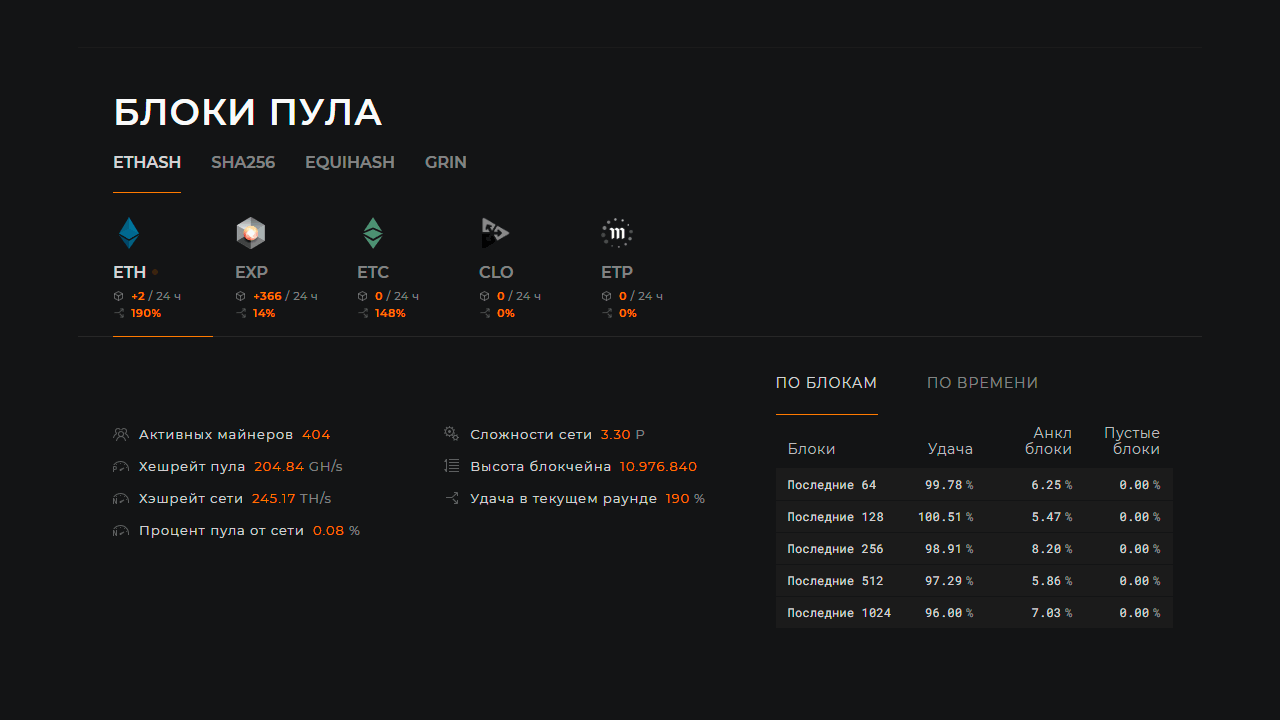 БЛОКИ ПУЛА
ETHASH SHA256 EQUIHASH GRIN
ETH EXP ETC CLO ETP
+2 / 24 ч +366 / 24 ч 0 / 24 ч 0 / 24 ч 0 / 24 ч
190% 14% 148% 0% 0%
Активных майнеров 404
Хешрейт пула 204.84 GH/s
Хэшрейт сети 245.17 TH/s
Процент пула от сети 0.08 %
Сложности сети 3.30 P
Высота блокчейна 10.976.840
Удача в текущем раунде 190 %
ПО БЛОКАМ ПО ВРЕМЕНИ
Блоки Удача Анкл блоки Пустые блоки
Последние 64 99.78 % 6.25 % 0.00 %
Последние 128 100.51 % 5.47 % 0.00 %
Последние 256 98.91 % 8.20 % 0.00 %
Последние 512 97.29 % 5.86 % 0.00 %
Последние 1024 96.00 % 7.03 % 0.00 %